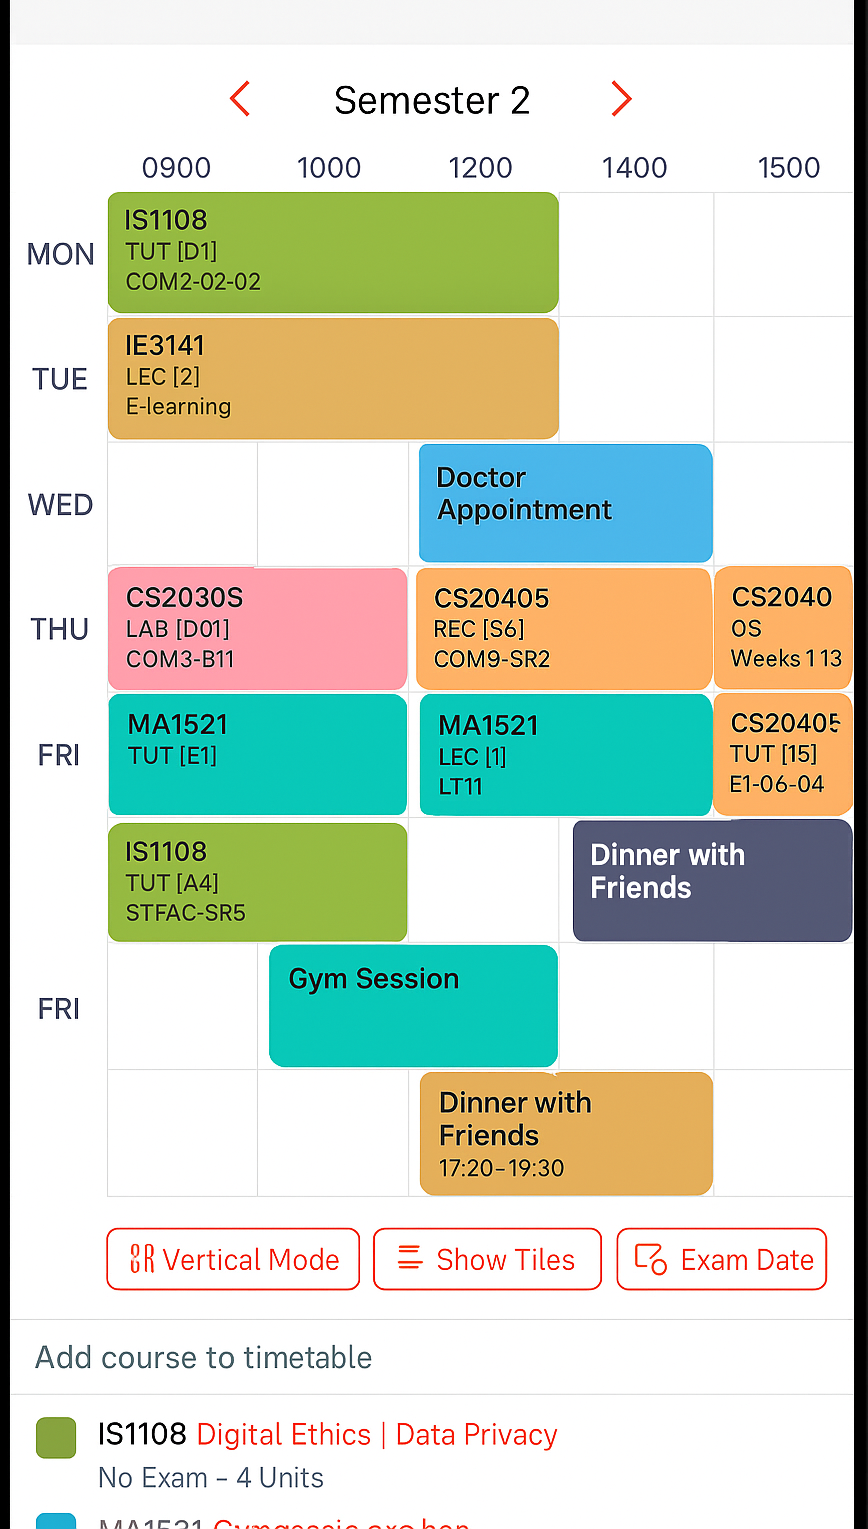 Semester 2
0900 1000 1200 1400 1500
MON
IS1108
TUT [D1]
COM2-02-02
TUE
IE3141
LEC [2]
E-learning
WED
Doctor
Appointment
THU
CS2030S
LAB [D01]
COM3-B11
CS20405
REC [S6]
COM9-SR2
CS2040
OS
Weeks 1 13
FRI
MA1521
TUT [E1]
MA1521
LEC [1]
LT11
CS20405
TUT [15]
E1-06-04
IS1108
TUT [A4]
STFAC-SR5
Dinner with
Friends
FRI
Gym Session
Dinner with
Friends
17:20-19:30
Vertical Mode
Show Tiles
Exam Date
Add course to timetable
IS1108 Digital Ethics | Data Privacy
No Exam – 4 Units